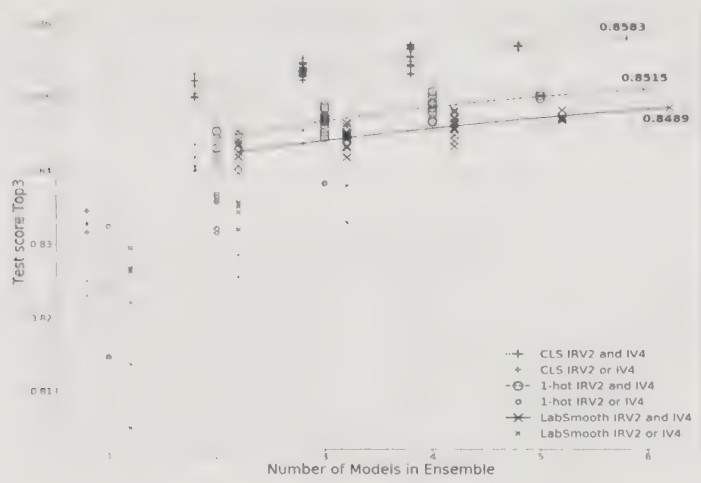 0.8583
0.8515
0.8489
Test score Top3
0.83
0.82
0.81
CLS IRV2 and IV4
CLS IRV2 or IV4
1-hot IRV2 and IV4
1-hot IRV2 or IV4
LabSmooth IRV2 and IV4
LabSmooth IRV2 or IV4
1
3
4
5
6
Number of Models in Ensemble